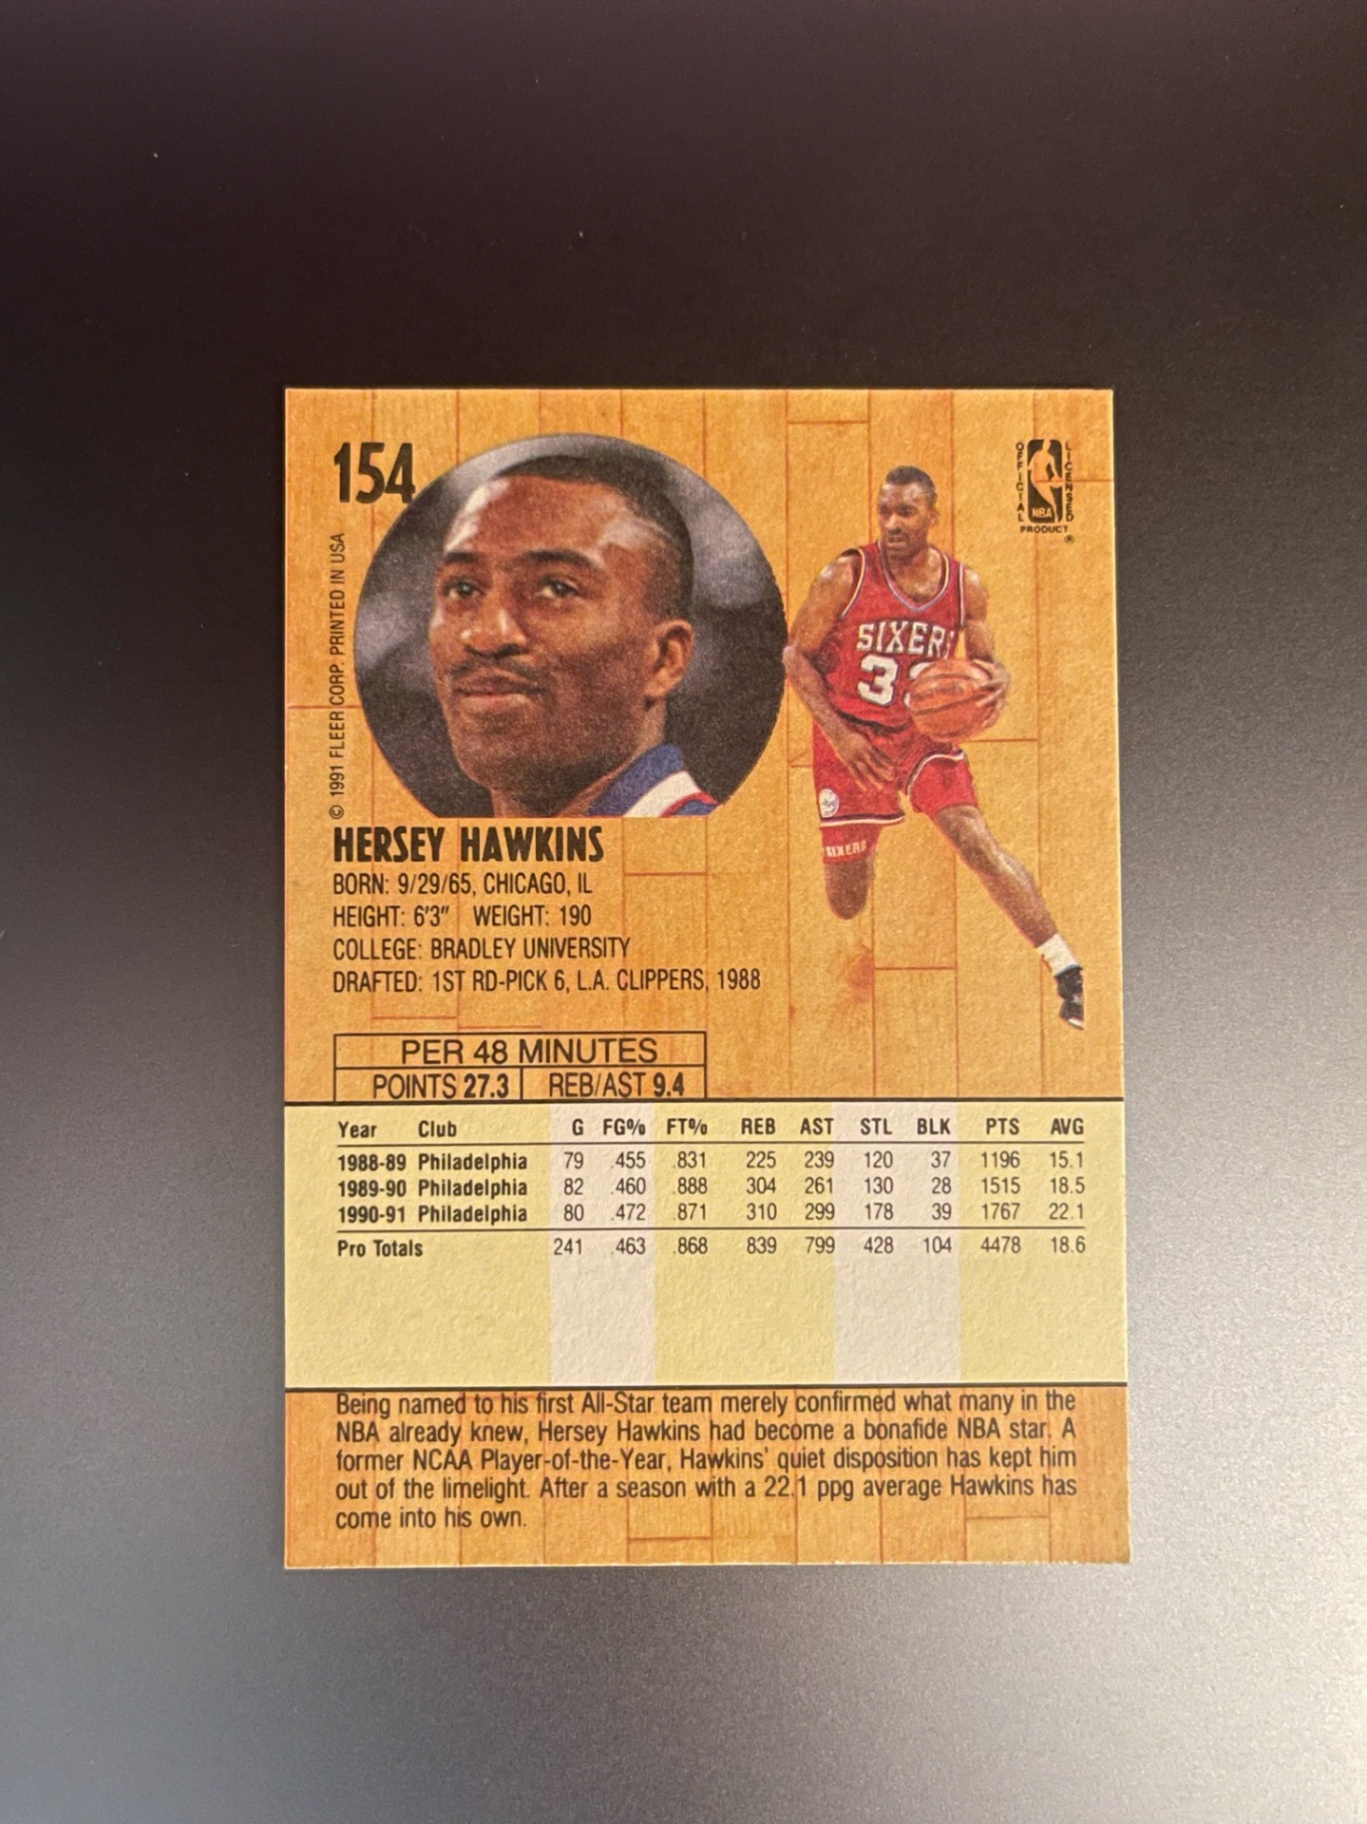 154
OFFICIAL LICENSED
NBA
PRODUCT
®
© 1991 FLEER CORP. PRINTED IN USA
SIXERS
3
SIXERS
HERSEY HAWKINS
BORN: 9/29/65, CHICAGO, IL
HEIGHT: 6'3" WEIGHT: 190
COLLEGE: BRADLEY UNIVERSITY
DRAFTED: 1ST RD-PICK 6, L.A. CLIPPERS, 1988
PER 48 MINUTES
POINTS 27.3 REB/AST 9.4
Year Club G FG% FT% REB AST STL BLK PTS AVG
1988-89 Philadelphia 79 .455 .831 225 239 120 37 1196 15.1
1989-90 Philadelphia 82 .460 .888 304 261 130 28 1515 18.5
1990-91 Philadelphia 80 .472 .871 310 299 178 39 1767 22.1
Pro Totals 241 .463 .868 839 799 428 104 4478 18.6
Being named to his first All-Star team merely confirmed what many in the
NBA already knew, Hersey Hawkins had become a bonafide NBA star. A
former NCAA Player-of-the-Year, Hawkins' quiet disposition has kept him
out of the limelight. After a season with a 22.1 ppg average Hawkins has
come into his own.